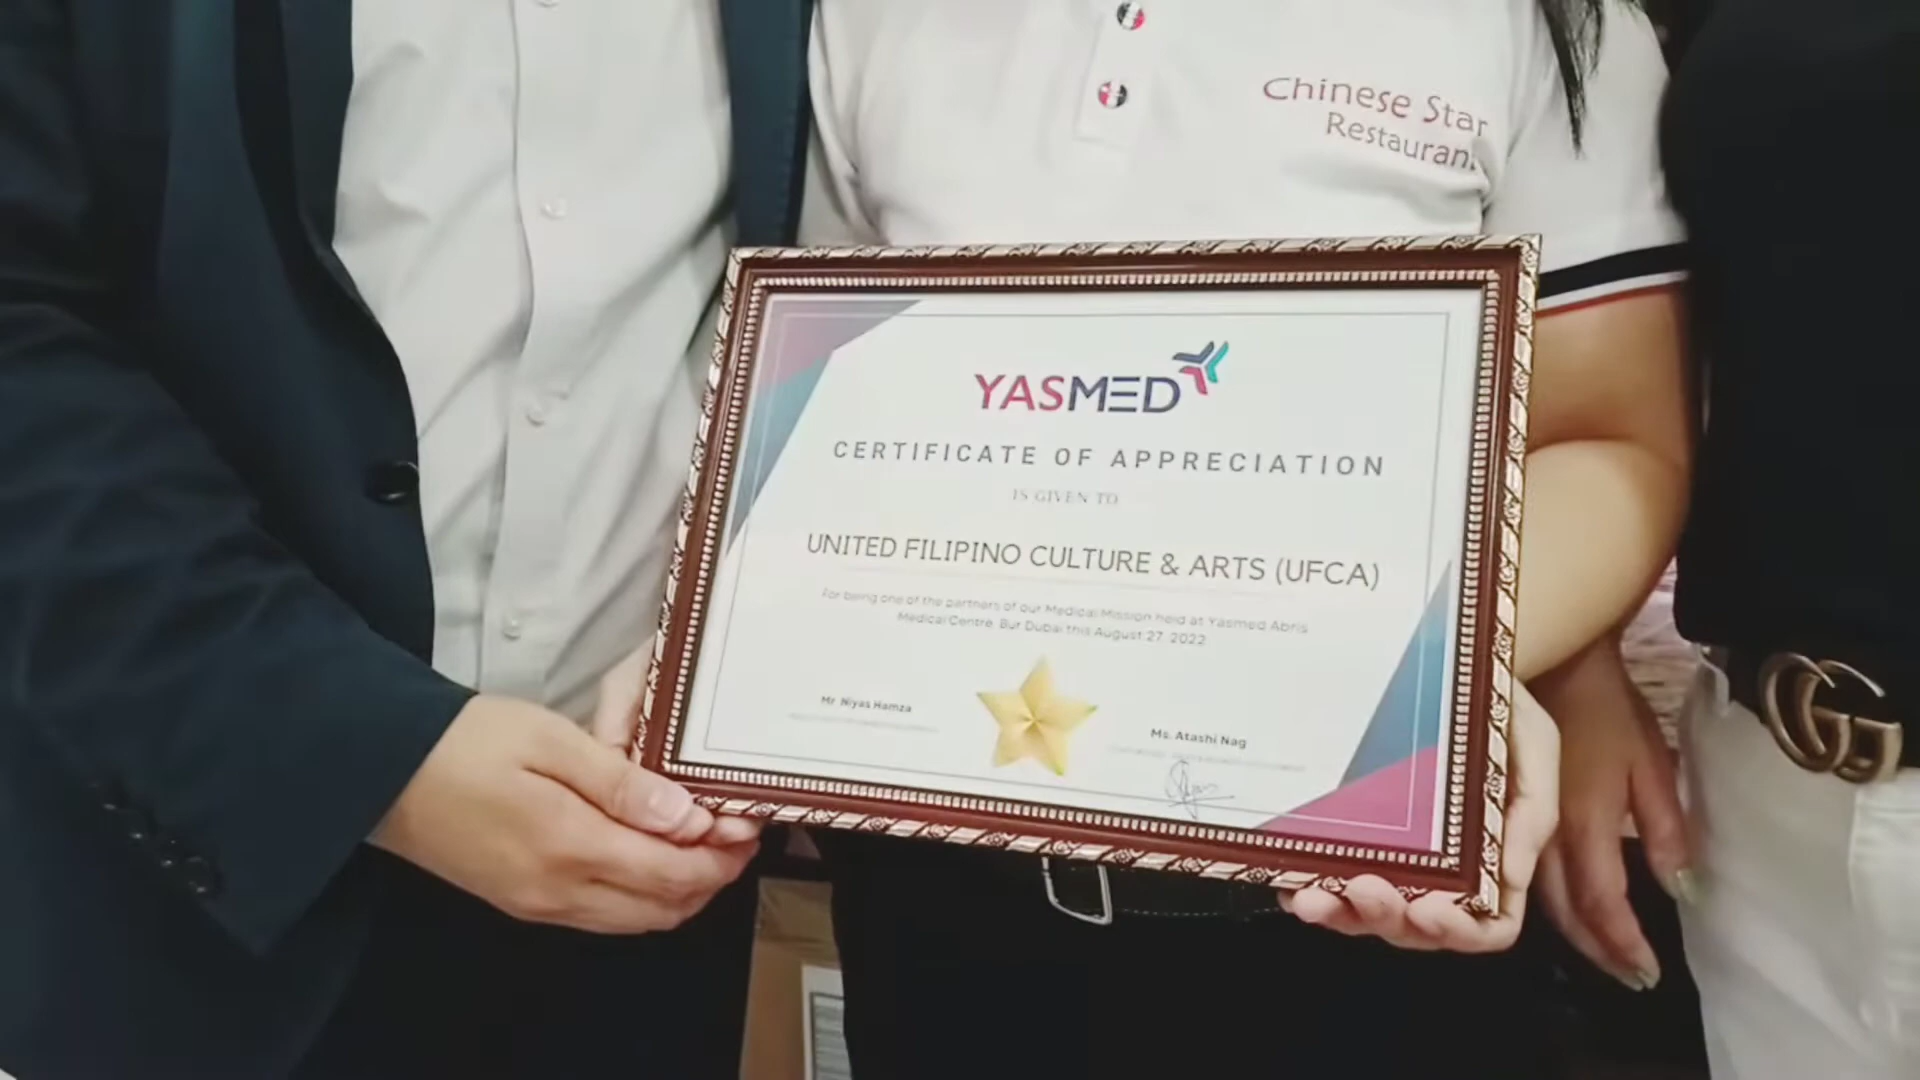 Chinese Star
Restaurant
YASMED
CERTIFICATE OF APPRECIATION
IS GIVEN TO
UNITED FILIPINO CULTURE & ARTS (UFCA)
For being one of the partners of our Medical Mission held at Yasmed Abris
Medical Centre, Bur Dubai this August 27, 2022
Mr. Niyas Hamza
Ms. Atashi Nag